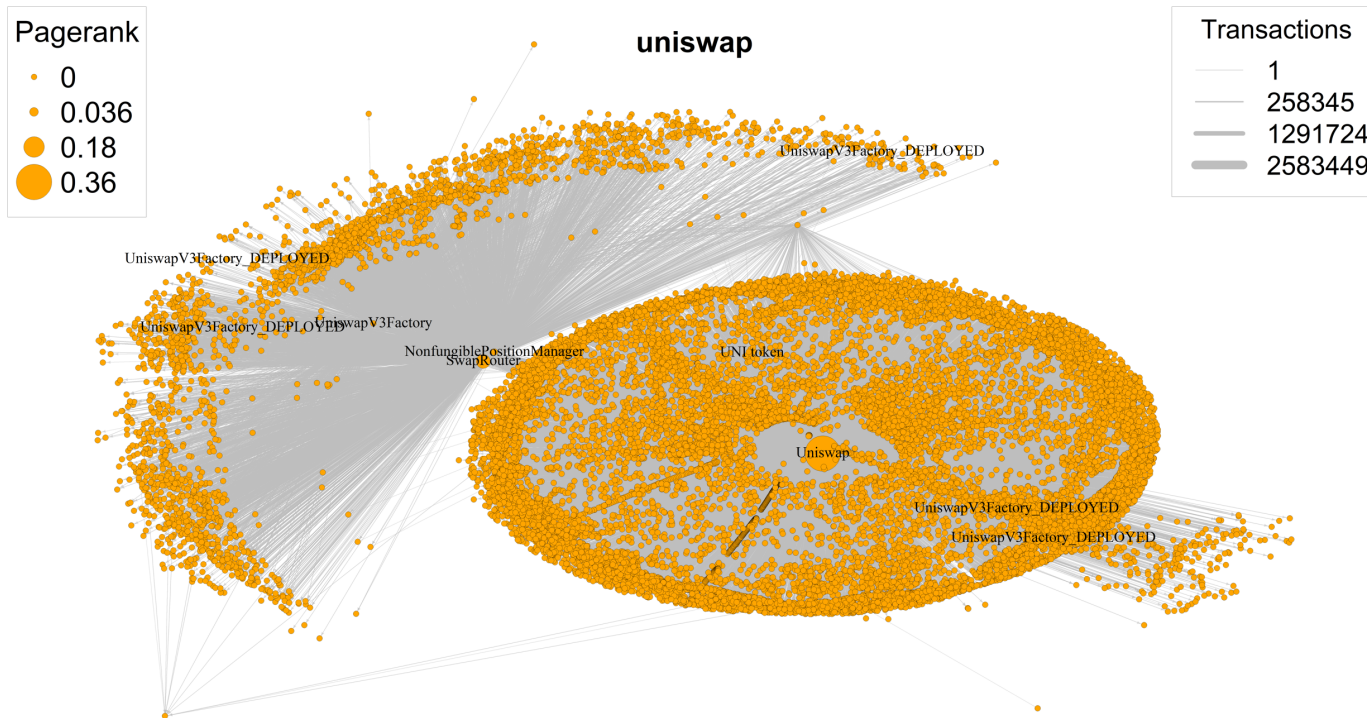 Pagerank
0
0.036
0.18
0.36
uniswap
Transactions
1
258345
1291724
2583449
UniswapV3Factory_DEPLOYED
UniswapV3Factory_DEPLOYED
UniswapV3Factory_DEPLOYED
UniswapV3Factory
NonfungiblePositionManager
SwapRouter
UNI token
Uniswap
UniswapV3Factory_DEPLOYED
UniswapV3Factory_DEPLOYED